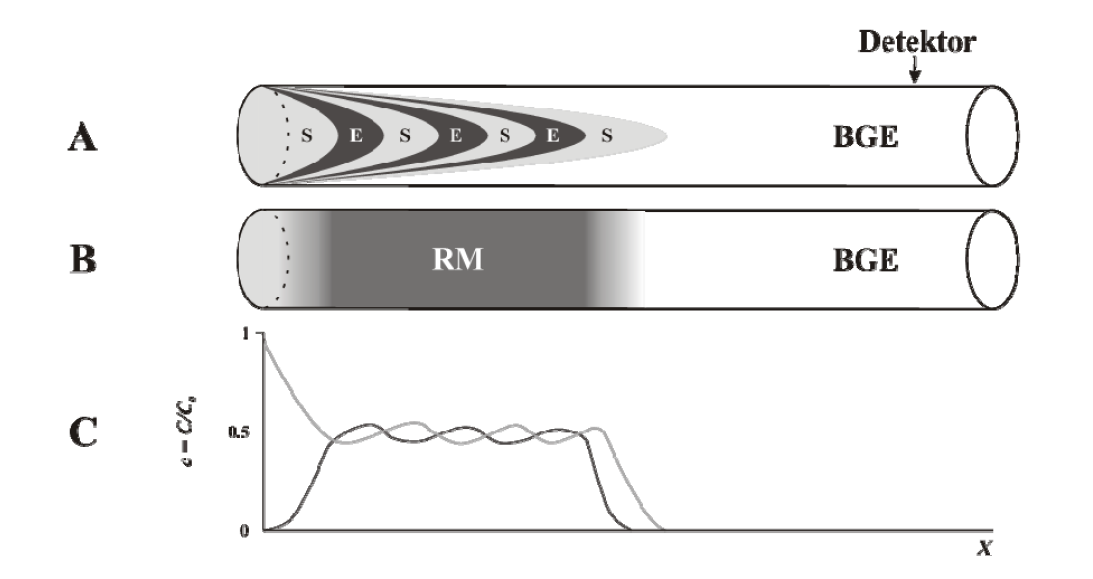 Detektor
A
S E S E S E S
BGE
B
RM
BGE
C
1
0.5
0
c = C/C₀
x